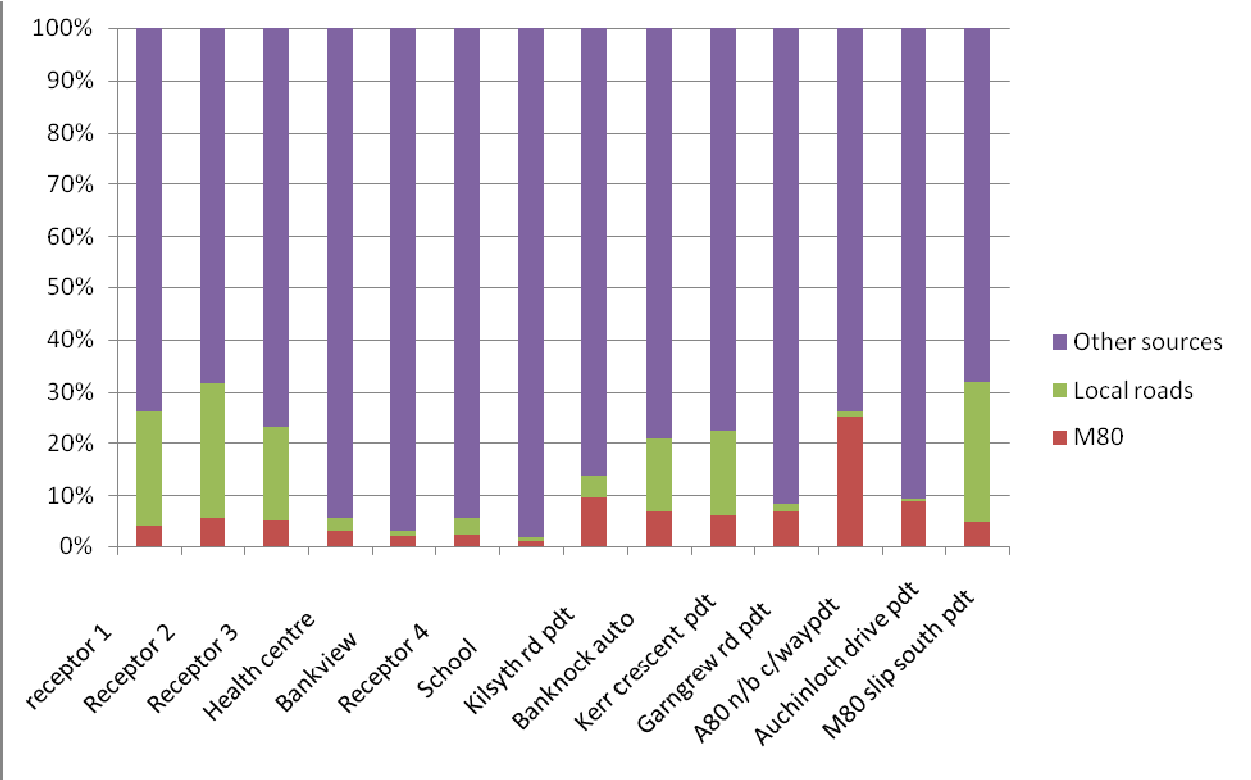 100%
90%
80%
70%
60%
50%
40%
30%
20%
10%
0%
receptor 1
Receptor 2
Receptor 3
Health centre
Bankview
Receptor 4
School
Kilsyth rd pdt
Banknock auto
Kerr crescent pdt
Garngrew rd pdt
A80 n/b c/waypdt
Auchinloch drive pdt
M80 slip south pdt
Other sources
Local roads
M80